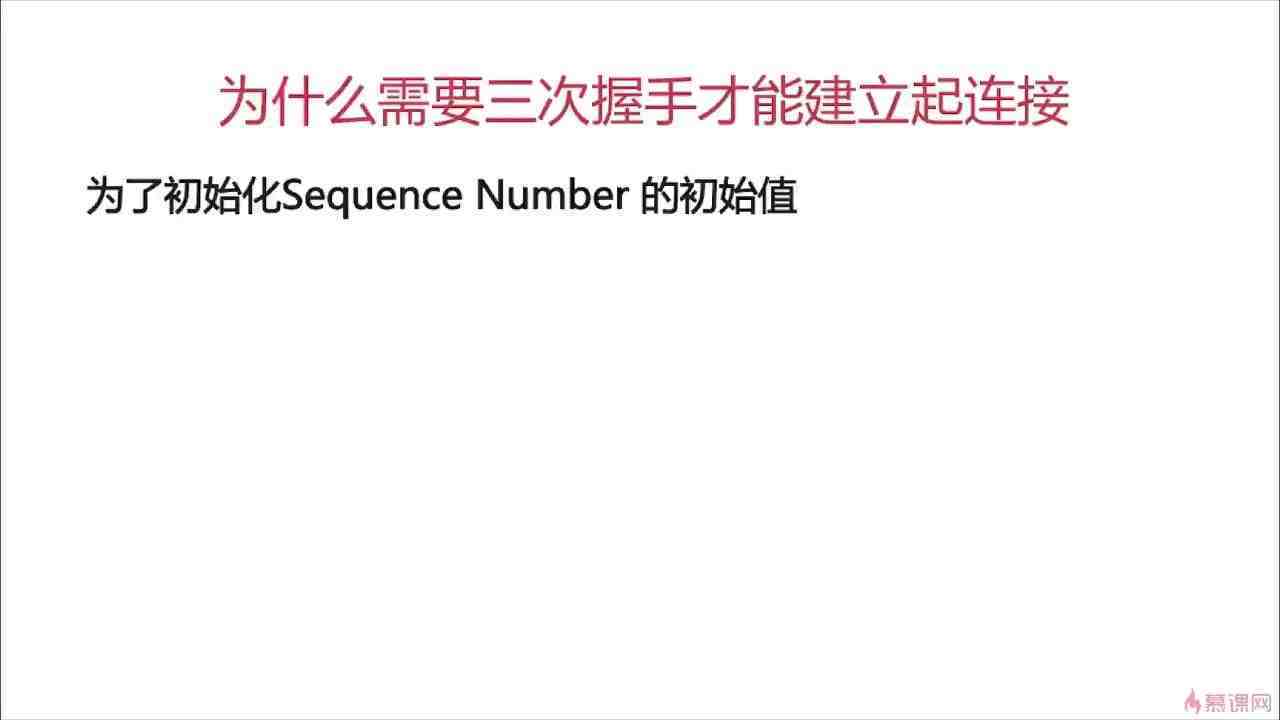 为什么需要三次握手才能建立起连接
为了初始化Sequence Number 的初始值
慕课网